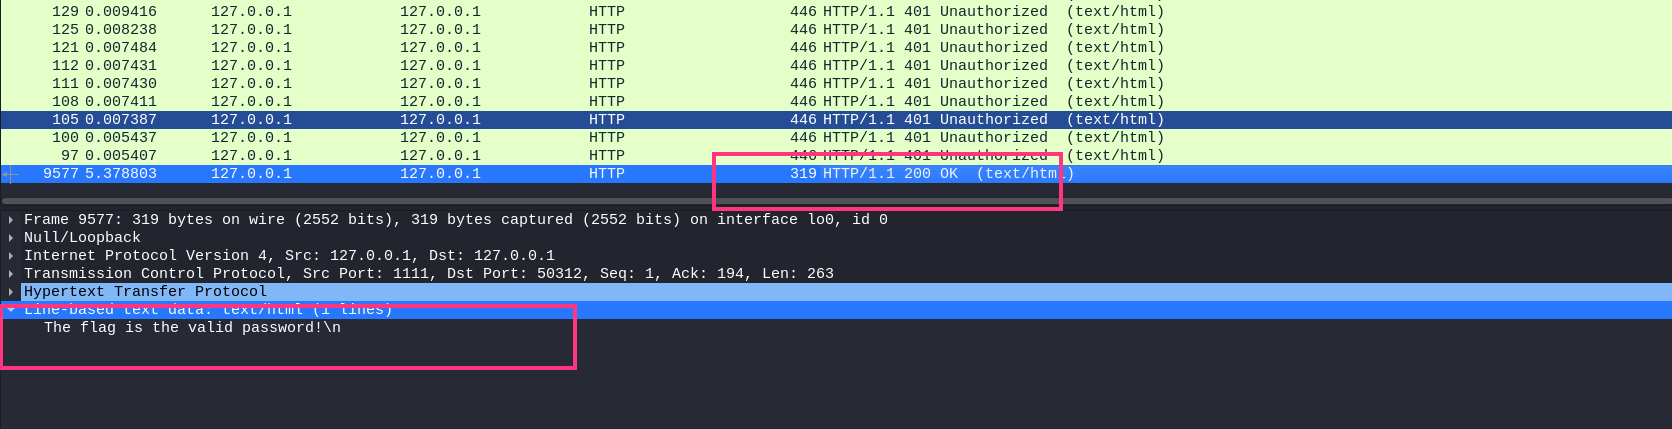 129 0.009416 127.0.0.1 127.0.0.1 HTTP 446 HTTP/1.1 401 Unauthorized (text/html)
125 0.008238 127.0.0.1 127.0.0.1 HTTP 446 HTTP/1.1 401 Unauthorized (text/html)
121 0.007484 127.0.0.1 127.0.0.1 HTTP 446 HTTP/1.1 401 Unauthorized (text/html)
112 0.007431 127.0.0.1 127.0.0.1 HTTP 446 HTTP/1.1 401 Unauthorized (text/html)
111 0.007430 127.0.0.1 127.0.0.1 HTTP 446 HTTP/1.1 401 Unauthorized (text/html)
108 0.007411 127.0.0.1 127.0.0.1 HTTP 446 HTTP/1.1 401 Unauthorized (text/html)
105 0.007387 127.0.0.1 127.0.0.1 HTTP 446 HTTP/1.1 401 Unauthorized (text/html)
100 0.005437 127.0.0.1 127.0.0.1 HTTP 446 HTTP/1.1 401 Unauthorized (text/html)
97 0.005407 127.0.0.1 127.0.0.1 HTTP 446 HTTP/1.1 401 Unauthorized (text/html)
9577 5.378803 127.0.0.1 127.0.0.1 HTTP 319 HTTP/1.1 200 OK (text/html)
Frame 9577: 319 bytes on wire (2552 bits), 319 bytes captured (2552 bits) on interface lo0, id 0
Null/Loopback
Internet Protocol Version 4, Src: 127.0.0.1, Dst: 127.0.0.1
Transmission Control Protocol, Src Port: 1111, Dst Port: 50312, Seq: 1, Ack: 194, Len: 263
Hypertext Transfer Protocol
Line-based text data: text/html (1 lines)
The flag is the valid password!\n